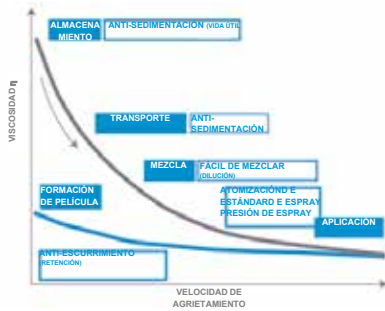 ALMACENA
MIENTO
ANTI-SEDIMENTACIÓN (VIDA ÚTIL
VISCOSIDAD η
TRANSPORTE
ANTI-
SEDIMENTACIÓN
MEZCLA
FÁCIL DE MEZCLAR
(DILUCIÓN)
FORMACIÓN
DE PELÍCULA
ATOMIZACIÓND E
ESTÁNDARD E ESPRAY
PRESIÓN DE ESPRAY
APLICACIÓN
ANTI-ESCURRIMIENTO
(RETENCIÓN)
VELOCIDAD DE
AGRIETAMIENTO